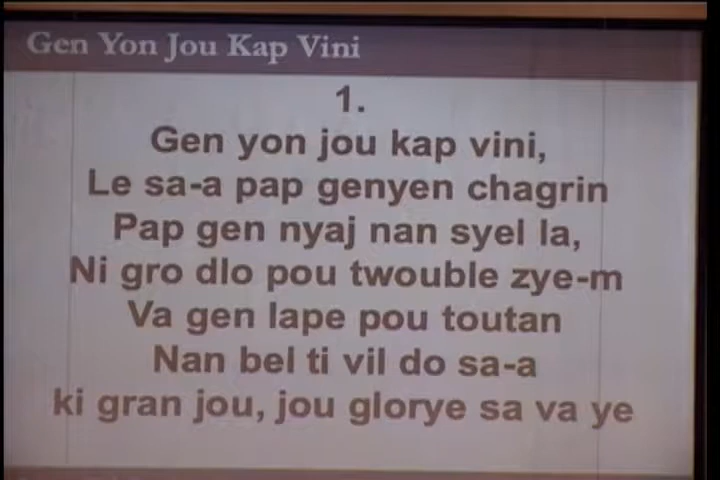 Gen Yon Jou Kap Vini
1.
Gen yon jou kap vini,
Le sa-a pap genyen chagrin
Pap gen nyaj nan syel la,
Ni gro dlo pou twouble zye-m
Va gen lape pou toutan
Nan bel ti vil do sa-a
ki gran jou, jou glorye sa va ye